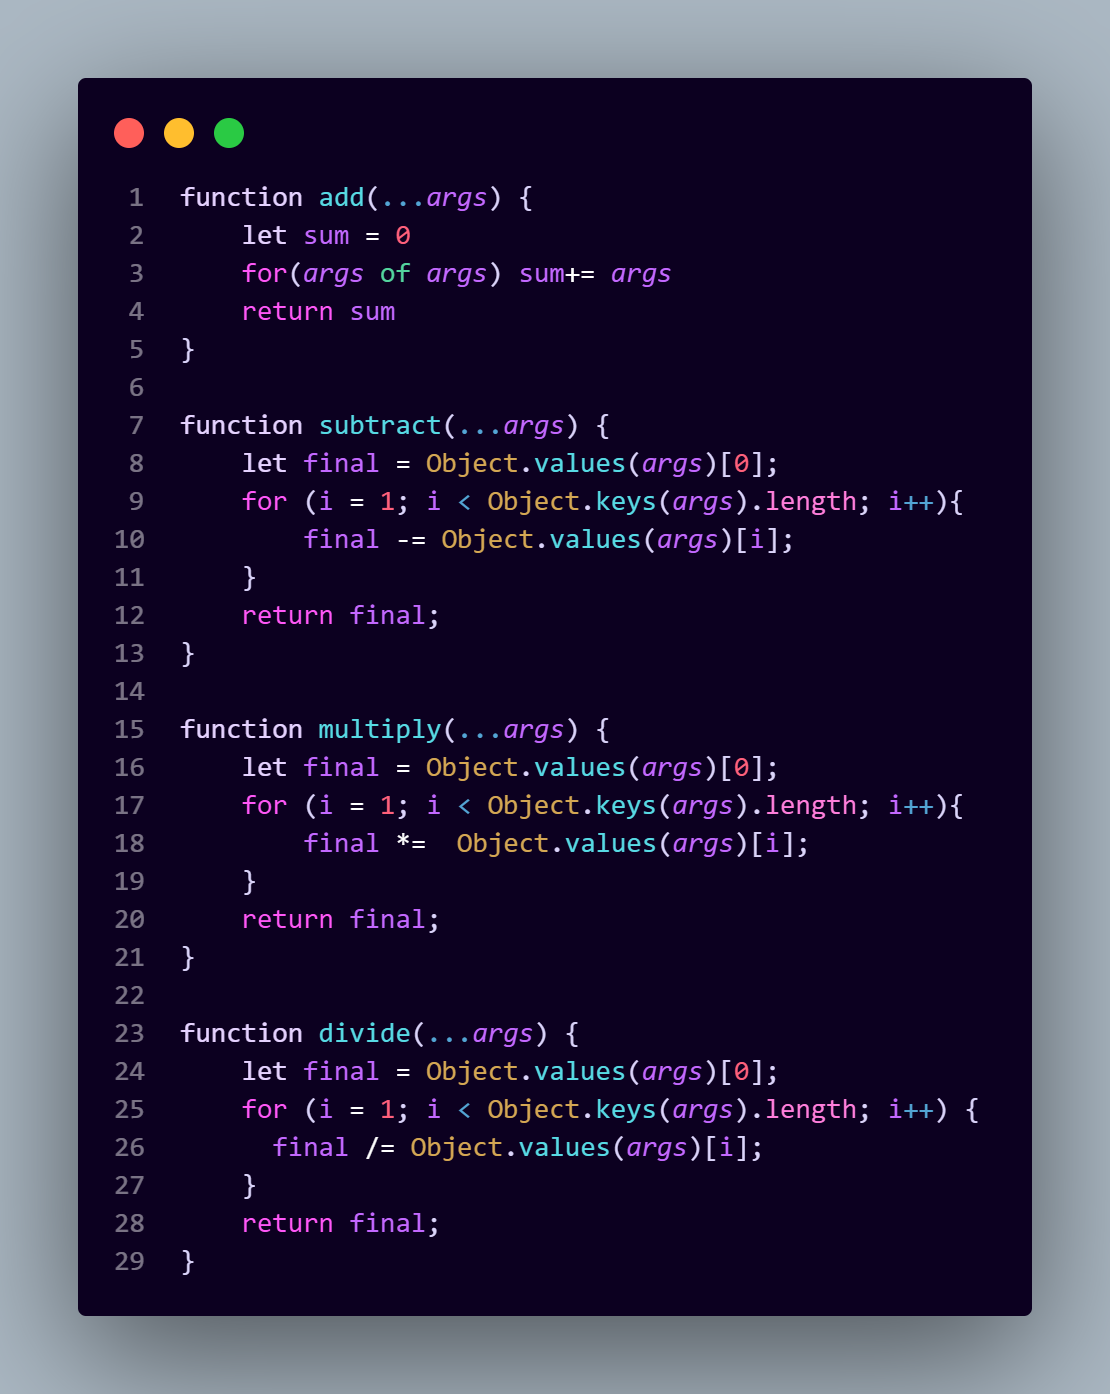 1 function add(...args) {
2     let sum = 0
3     for(args of args) sum+= args
4     return sum
5 }
6
7 function subtract(...args) {
8     let final = Object.values(args)[0];
9     for (i = 1; i < Object.keys(args).length; i++){
10         final -= Object.values(args)[i];
11     }
12     return final;
13 }
14
15 function multiply(...args) {
16     let final = Object.values(args)[0];
17     for (i = 1; i < Object.keys(args).length; i++){
18         final *=  Object.values(args)[i];
19     }
20     return final;
21 }
22
23 function divide(...args) {
24     let final = Object.values(args)[0];
25     for (i = 1; i < Object.keys(args).length; i++) {
26       final /= Object.values(args)[i];
27     }
28     return final;
29 }